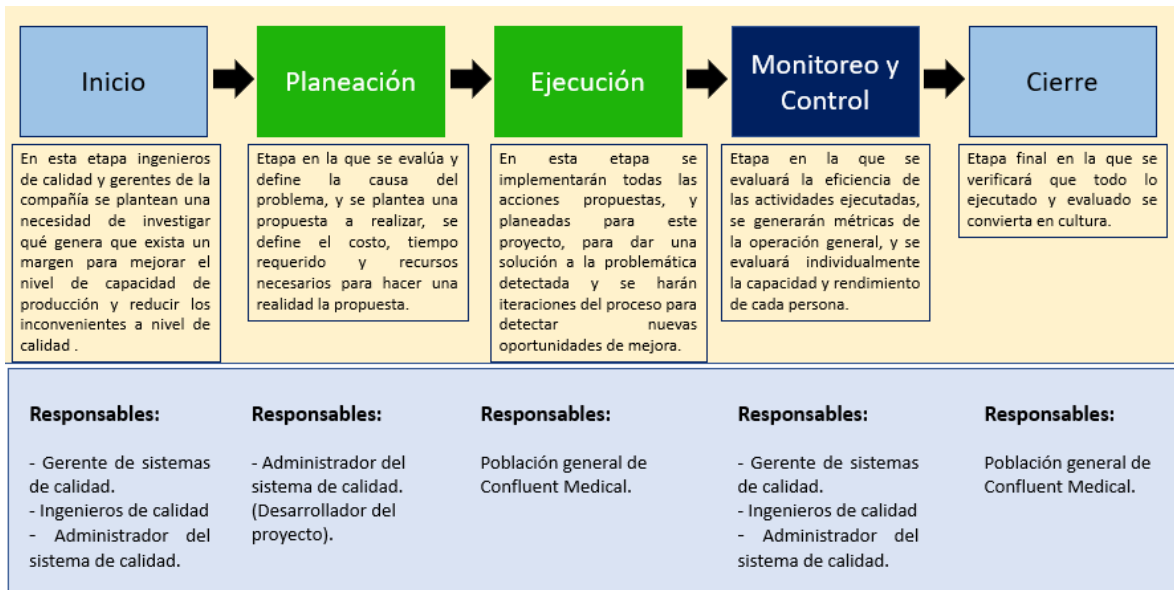 Inicio
Planeación
Ejecución
Monitoreo y
Control
Cierre
En esta etapa ingenieros
de calidad y gerentes de la
compañía se plantean una
necesidad de investigar
qué genera que exista un
margen para mejorar el
nivel de capacidad de
producción y reducir los
inconvenientes a nivel de
calidad .
Etapa en la que se evalúa y
define la causa del
problema, y se plantea una
propuesta a realizar, se
define el costo, tiempo
requerido y recursos
necesarios para hacer una
realidad la propuesta.
En esta etapa se
implementarán todas las
acciones propuestas, y
planeadas para este
proyecto, para dar una
solución a la problemática
detectada y se harán
iteraciones del proceso para
detectar nuevas
oportunidades de mejora.
Etapa en la que se
evaluará la eficiencia de
las actividades ejecutadas,
se generarán métricas de
la operación general, y se
evaluará individualmente
la capacidad y rendimiento
de cada persona.
Etapa final en la que se
verificará que todo lo
ejecutado y evaluado se
convierta en cultura.
Responsables:
- Gerente de sistemas
de calidad.
- Ingenieros de calidad
- Administrador del
sistema de calidad.
Responsables:
- Administrador del
sistema de calidad.
(Desarrollador del
proyecto).
Responsables:
Población general de
Confluent Medical.
Responsables:
- Gerente de sistemas
de calidad.
- Ingenieros de calidad
- Administrador del
sistema de calidad.
Responsables:
Población general de
Confluent Medical.